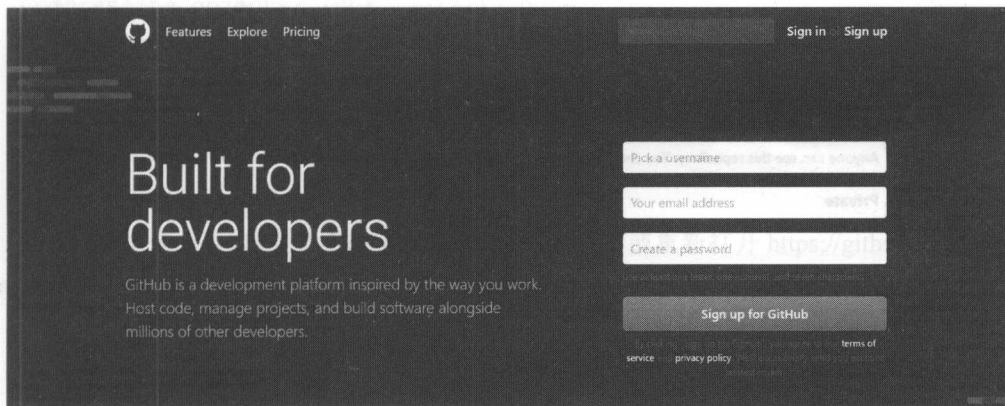 Features Explore Pricing
Sign in or Sign up
Built for
developers
GitHub is a development platform inspired by the way you work.
Host code, manage projects, and build software alongside
millions of other developers.
Pick a username
Your email address
Create a password
Sign up for GitHub
terms of
service privacy policy